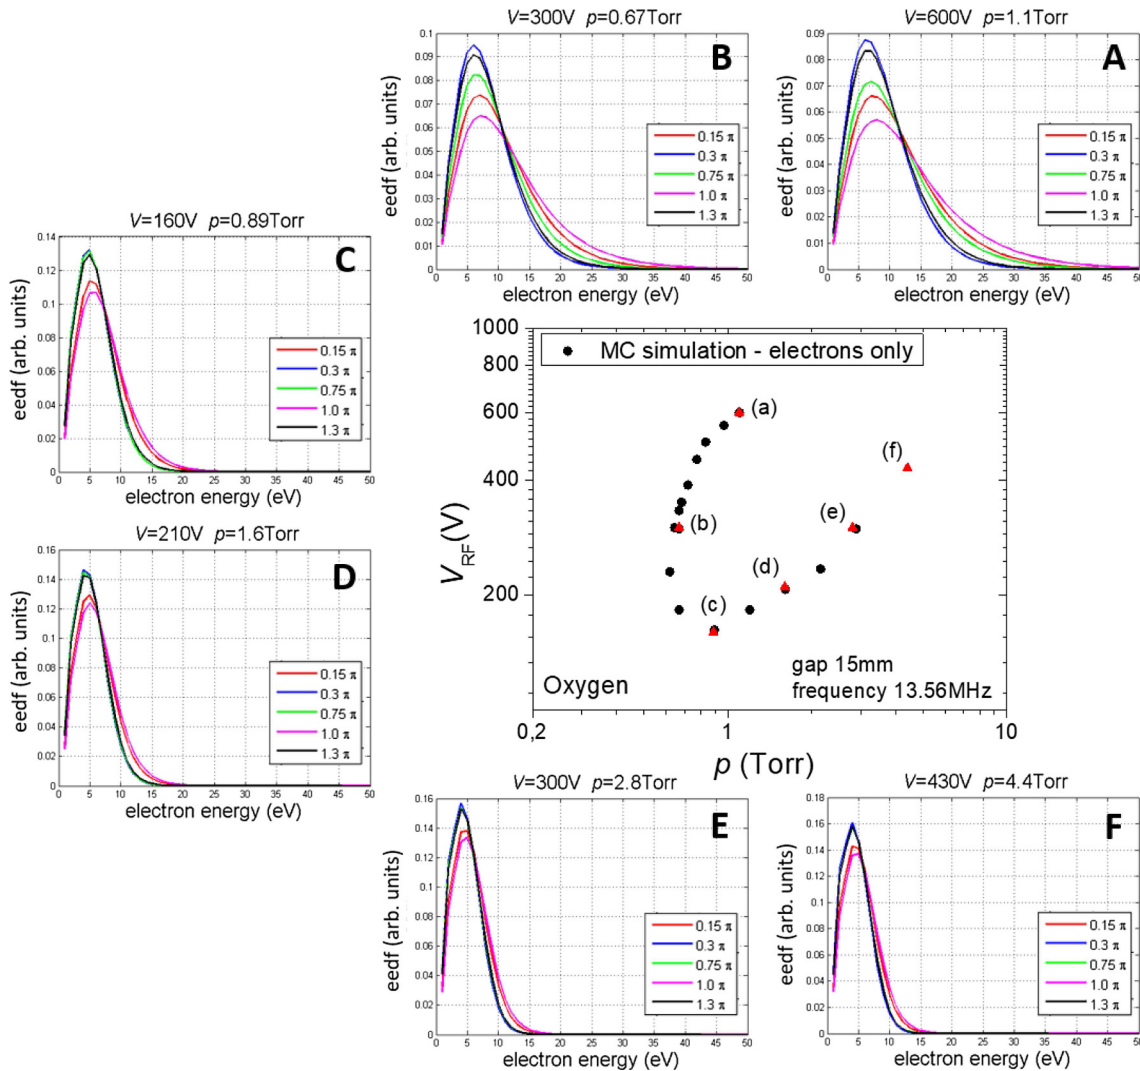 V=300V p=0.67Torr
B
eedf (arb. units)
0.1
0.09
0.08
0.07
0.06
0.05
0.04
0.03
0.02
0.01
0
0.15 π
0.3 π
0.75 π
1.0 π
1.3 π
0 5 10 15 20 25 30 35 40 45 50
electron energy (eV)
V=600V p=1.1Torr
A
eedf (arb. units)
0.09
0.08
0.07
0.06
0.05
0.04
0.03
0.02
0.01
0
0.15 π
0.3 π
0.75 π
1.0 π
1.3 π
0 5 10 15 20 25 30 35 40 45 50
electron energy (eV)
V=160V p=0.89Torr
C
eedf (arb. units)
0.14
0.12
0.1
0.08
0.06
0.04
0.02
0
0.15 π
0.3 π
0.75 π
1.0 π
1.3 π
0 5 10 15 20 25 30 35 40 45 50
electron energy (eV)
1000
800
600
400
200
V_RF(V)
MC simulation - electrons only
(a)
(f)
(b)
(e)
(d)
(c)
gap 15mm
Oxygen
frequency 13.56MHz
0,2 1 10
p (Torr)
V=210V p=1.6Torr
D
eedf (arb. units)
0.16
0.14
0.12
0.1
0.08
0.06
0.04
0.02
0
0.15 π
0.3 π
0.75 π
1.0 π
1.3 π
0 5 10 15 20 25 30 35 40 45 50
electron energy (eV)
V=300V p=2.8Torr
E
eedf (arb. units)
0.16
0.14
0.12
0.1
0.08
0.06
0.04
0.02
0
0.15 π
0.3 π
0.75 π
1.0 π
1.3 π
0 5 10 15 20 25 30 35 40 45 50
electron energy (eV)
V=430V p=4.4Torr
F
eedf (arb. units)
0.18
0.16
0.14
0.12
0.1
0.08
0.06
0.04
0.02
0
0.15 π
0.3 π
0.75 π
1.0 π
1.3 π
0 5 10 15 20 25 30 35 40 45 50
electron energy (eV)